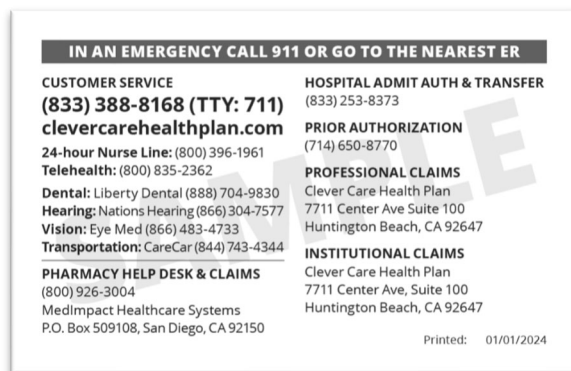 IN AN EMERGENCY CALL 911 OR GO TO THE NEAREST ER
CUSTOMER SERVICE
(833) 388-8168 (TTY: 711)
clevercarehealthplan.com
24-hour Nurse Line: (800) 396-1961
Telehealth: (800) 835-2362
Dental: Liberty Dental (888) 704-9830
Hearing: Nations Hearing (866) 304-7577
Vision: Eye Med (866) 483-4733
Transportation: CareCar (844) 743-4344
PHARMACY HELP DESK & CLAIMS
(800) 926-3004
MedImpact Healthcare Systems
P.O. Box 509108, San Diego, CA 92150
HOSPITAL ADMIT AUTH & TRANSFER
(833) 253-8373
PRIOR AUTHORIZATION
(714) 650-8770
PROFESSIONAL CLAIMS
Clever Care Health Plan
7711 Center Ave Suite 100
Huntington Beach, CA 92647
INSTITUTIONAL CLAIMS
Clever Care Health Plan
7711 Center Ave, Suite 100
Huntington Beach, CA 92647
Printed: 01/01/2024
SAMPLE